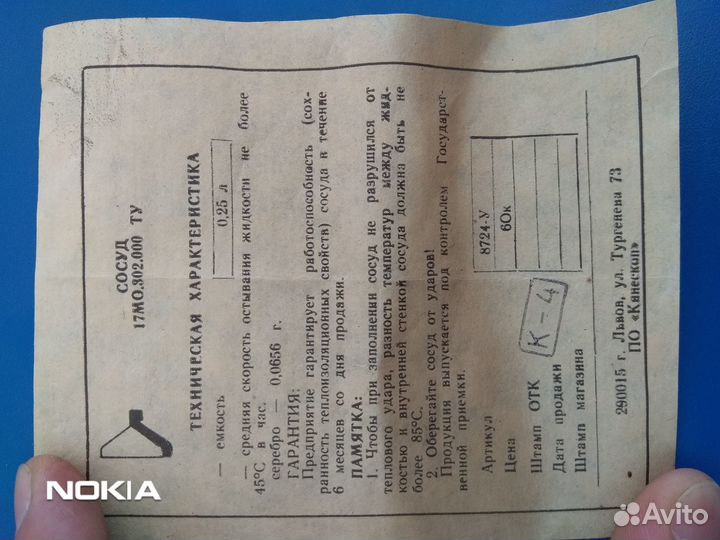 СОСУД
17МО.302.000 ТУ
ТЕХНИЧЕСКАЯ ХАРАКТЕРИСТИКА
— емкость 0,25 л
— средняя скорость остывания жидкости не более
45°С в час.
серебро — 0,0656 г.
ГАРАНТИЯ:
Предприятие гарантирует работоспособность (сох-
ранность теплоизоляционных свойств) сосуда в течение
6 месяцев со дня продажи.
ПАМЯТКА:
1. Чтобы при заполнении сосуд не разрушился от
теплового удара, разность температур между жид-
костью и внутренней стенкой сосуда должна быть не
более 85°С.
2. Оберегайте сосуд от ударов!
Продукция выпускается под контролем Государст-
венной приемки.
Артикул 8724-У
Цена 60к
Штамп ОТК К-4
Дата продажи
Штамп магазина
290015 г. Львов, ул. Тургенева 73
ПО «Кинескоп»
NOKIA
Avito